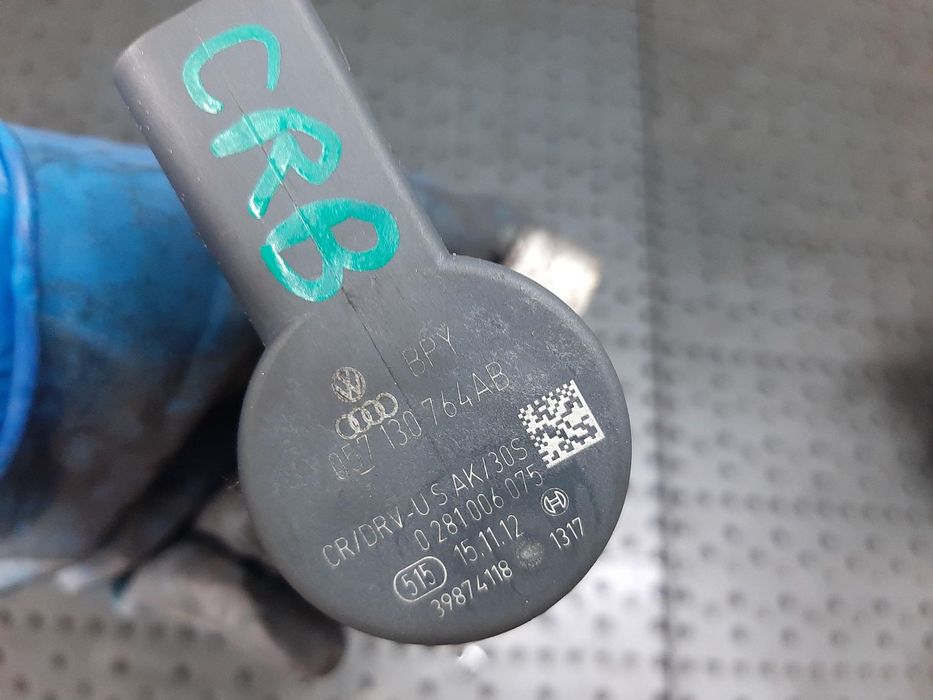 CRB
BPY
057 130 764AB
CR/DRV-U S AK/30S
0 281 006 075
515 15.11.12
39874118 1317